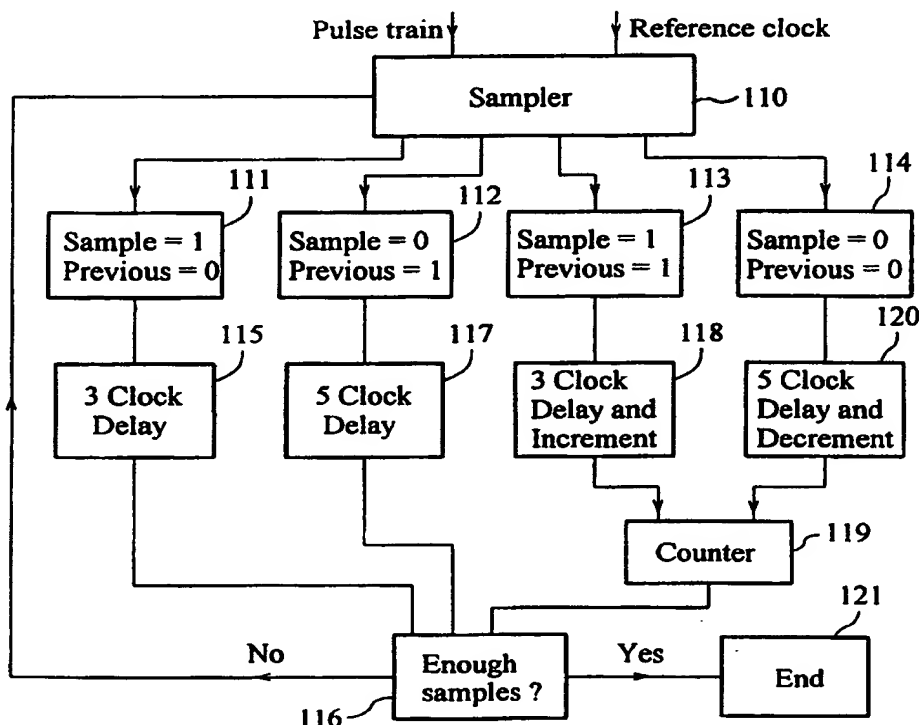 Pulse train
Reference clock
Sampler
110
111
112
113
114
Sample = 1
Previous = 0
Sample = 0
Previous = 1
Sample = 1
Previous = 1
Sample = 0
Previous = 0
115
117
118
120
3 Clock
Delay
5 Clock
Delay
3 Clock
Delay and
Increment
5 Clock
Delay and
Decrement
Counter
119
121
No
Enough
samples ?
Yes
End
116